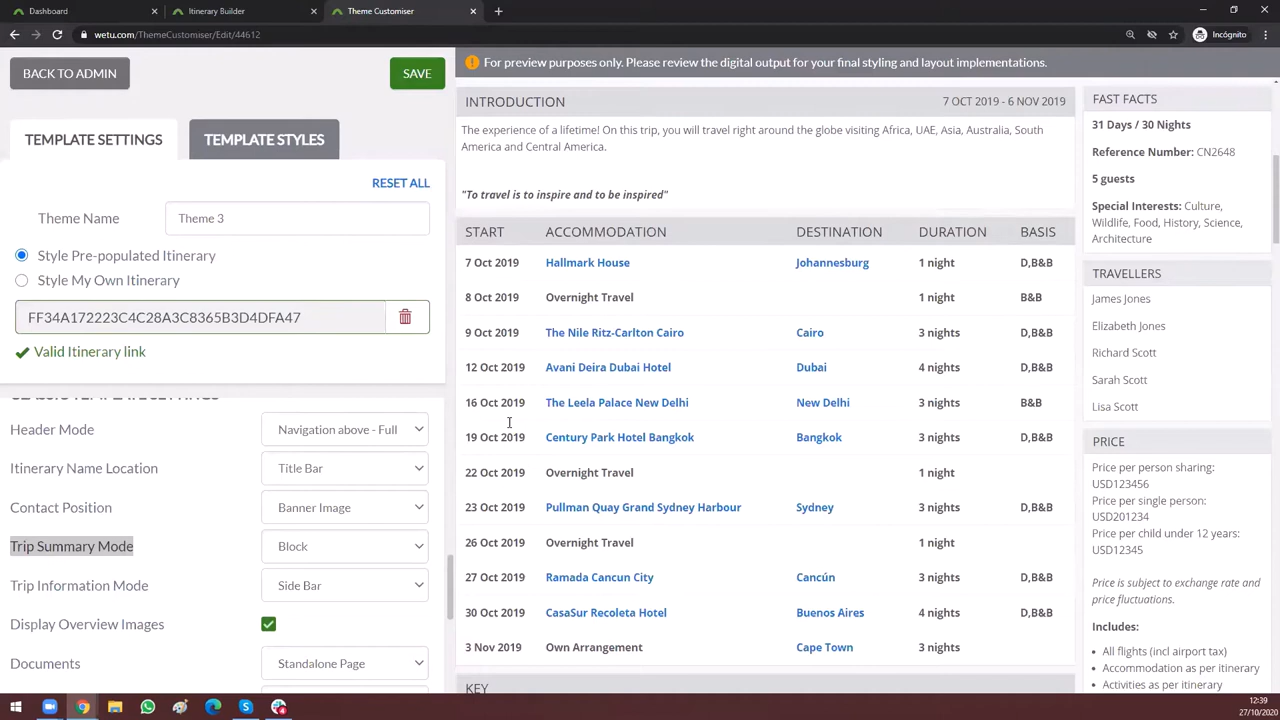 Dashboard
Itinerary Builder
Theme Customiser
wetu.com/ThemeCustomiser/Edit/44612
Incógnito
BACK TO ADMIN
SAVE
For preview purposes only. Please review the digital output for your final styling and layout implementations.
TEMPLATE SETTINGS
TEMPLATE STYLES
RESET ALL
Theme Name
Theme 3
Style Pre-populated Itinerary
Style My Own Itinerary
FF34A172223C4C28A3C8365B3D4DFA47
Valid Itinerary link
CLASSIC TEMPLATE SETTINGS
Header Mode
Navigation above - Full
Itinerary Name Location
Title Bar
Contact Position
Banner Image
Trip Summary Mode
Block
Trip Information Mode
Side Bar
Display Overview Images
Documents
Standalone Page
INTRODUCTION
7 OCT 2019 - 6 NOV 2019
The experience of a lifetime! On this trip, you will travel right around the globe visiting Africa, UAE, Asia, Australia, South
America and Central America.
"To travel is to inspire and to be inspired"
START ACCOMMODATION DESTINATION DURATION BASIS
7 Oct 2019 Hallmark House Johannesburg 1 night D,B&B
8 Oct 2019 Overnight Travel 1 night B&B
9 Oct 2019 The Nile Ritz-Carlton Cairo Cairo 3 nights D,B&B
12 Oct 2019 Avani Deira Dubai Hotel Dubai 4 nights D,B&B
16 Oct 2019 The Leela Palace New Delhi New Delhi 3 nights B&B
19 Oct 2019 Century Park Hotel Bangkok Bangkok 3 nights D,B&B
22 Oct 2019 Overnight Travel 1 night
23 Oct 2019 Pullman Quay Grand Sydney Harbour Sydney 3 nights D,B&B
26 Oct 2019 Overnight Travel 1 night
27 Oct 2019 Ramada Cancun City Cancún 3 nights D,B&B
30 Oct 2019 CasaSur Recoleta Hotel Buenos Aires 4 nights D,B&B
3 Nov 2019 Own Arrangement Cape Town 3 nights
KEY
FAST FACTS
31 Days / 30 Nights
Reference Number: CN2648
5 guests
Special Interests: Culture,
Wildlife, Food, History, Science,
Architecture
TRAVELLERS
James Jones
Elizabeth Jones
Richard Scott
Sarah Scott
Lisa Scott
PRICE
Price per person sharing:
USD123456
Price per single person:
USD201234
Price per child under 12 years:
USD12345
Price is subject to exchange rate and
price fluctuations.
Includes:
• All flights (incl airport tax)
• Accommodation as per itinerary
• Activities as per itinerary
12:39
27/10/2020